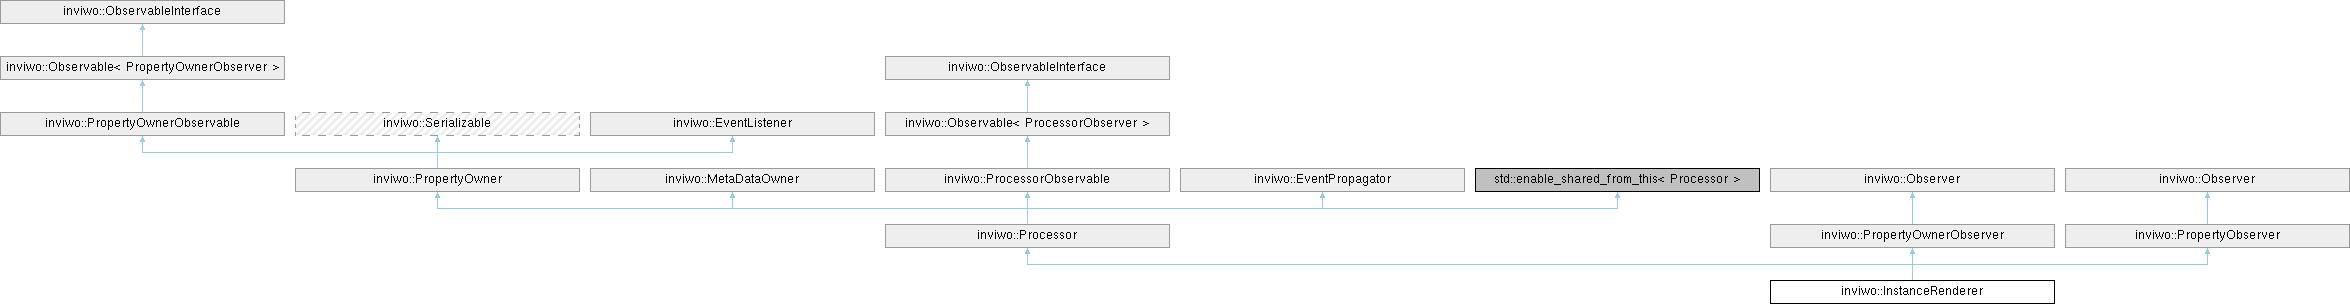 inviwo::ObservableInterface
inviwo::Observable< PropertyOwnerObserver >
inviwo::ObservableInterface
inviwo::PropertyOwnerObservable
inviwo::Serializable
inviwo::EventListener
inviwo::Observable< ProcessorObserver >
inviwo::PropertyOwner
inviwo::MetaDataOwner
inviwo::ProcessorObservable
inviwo::EventPropagator
std::enable_shared_from_this< Processor >
inviwo::Observer
inviwo::Observer
inviwo::Processor
inviwo::PropertyOwnerObserver
inviwo::PropertyObserver
inviwo::InstanceRenderer